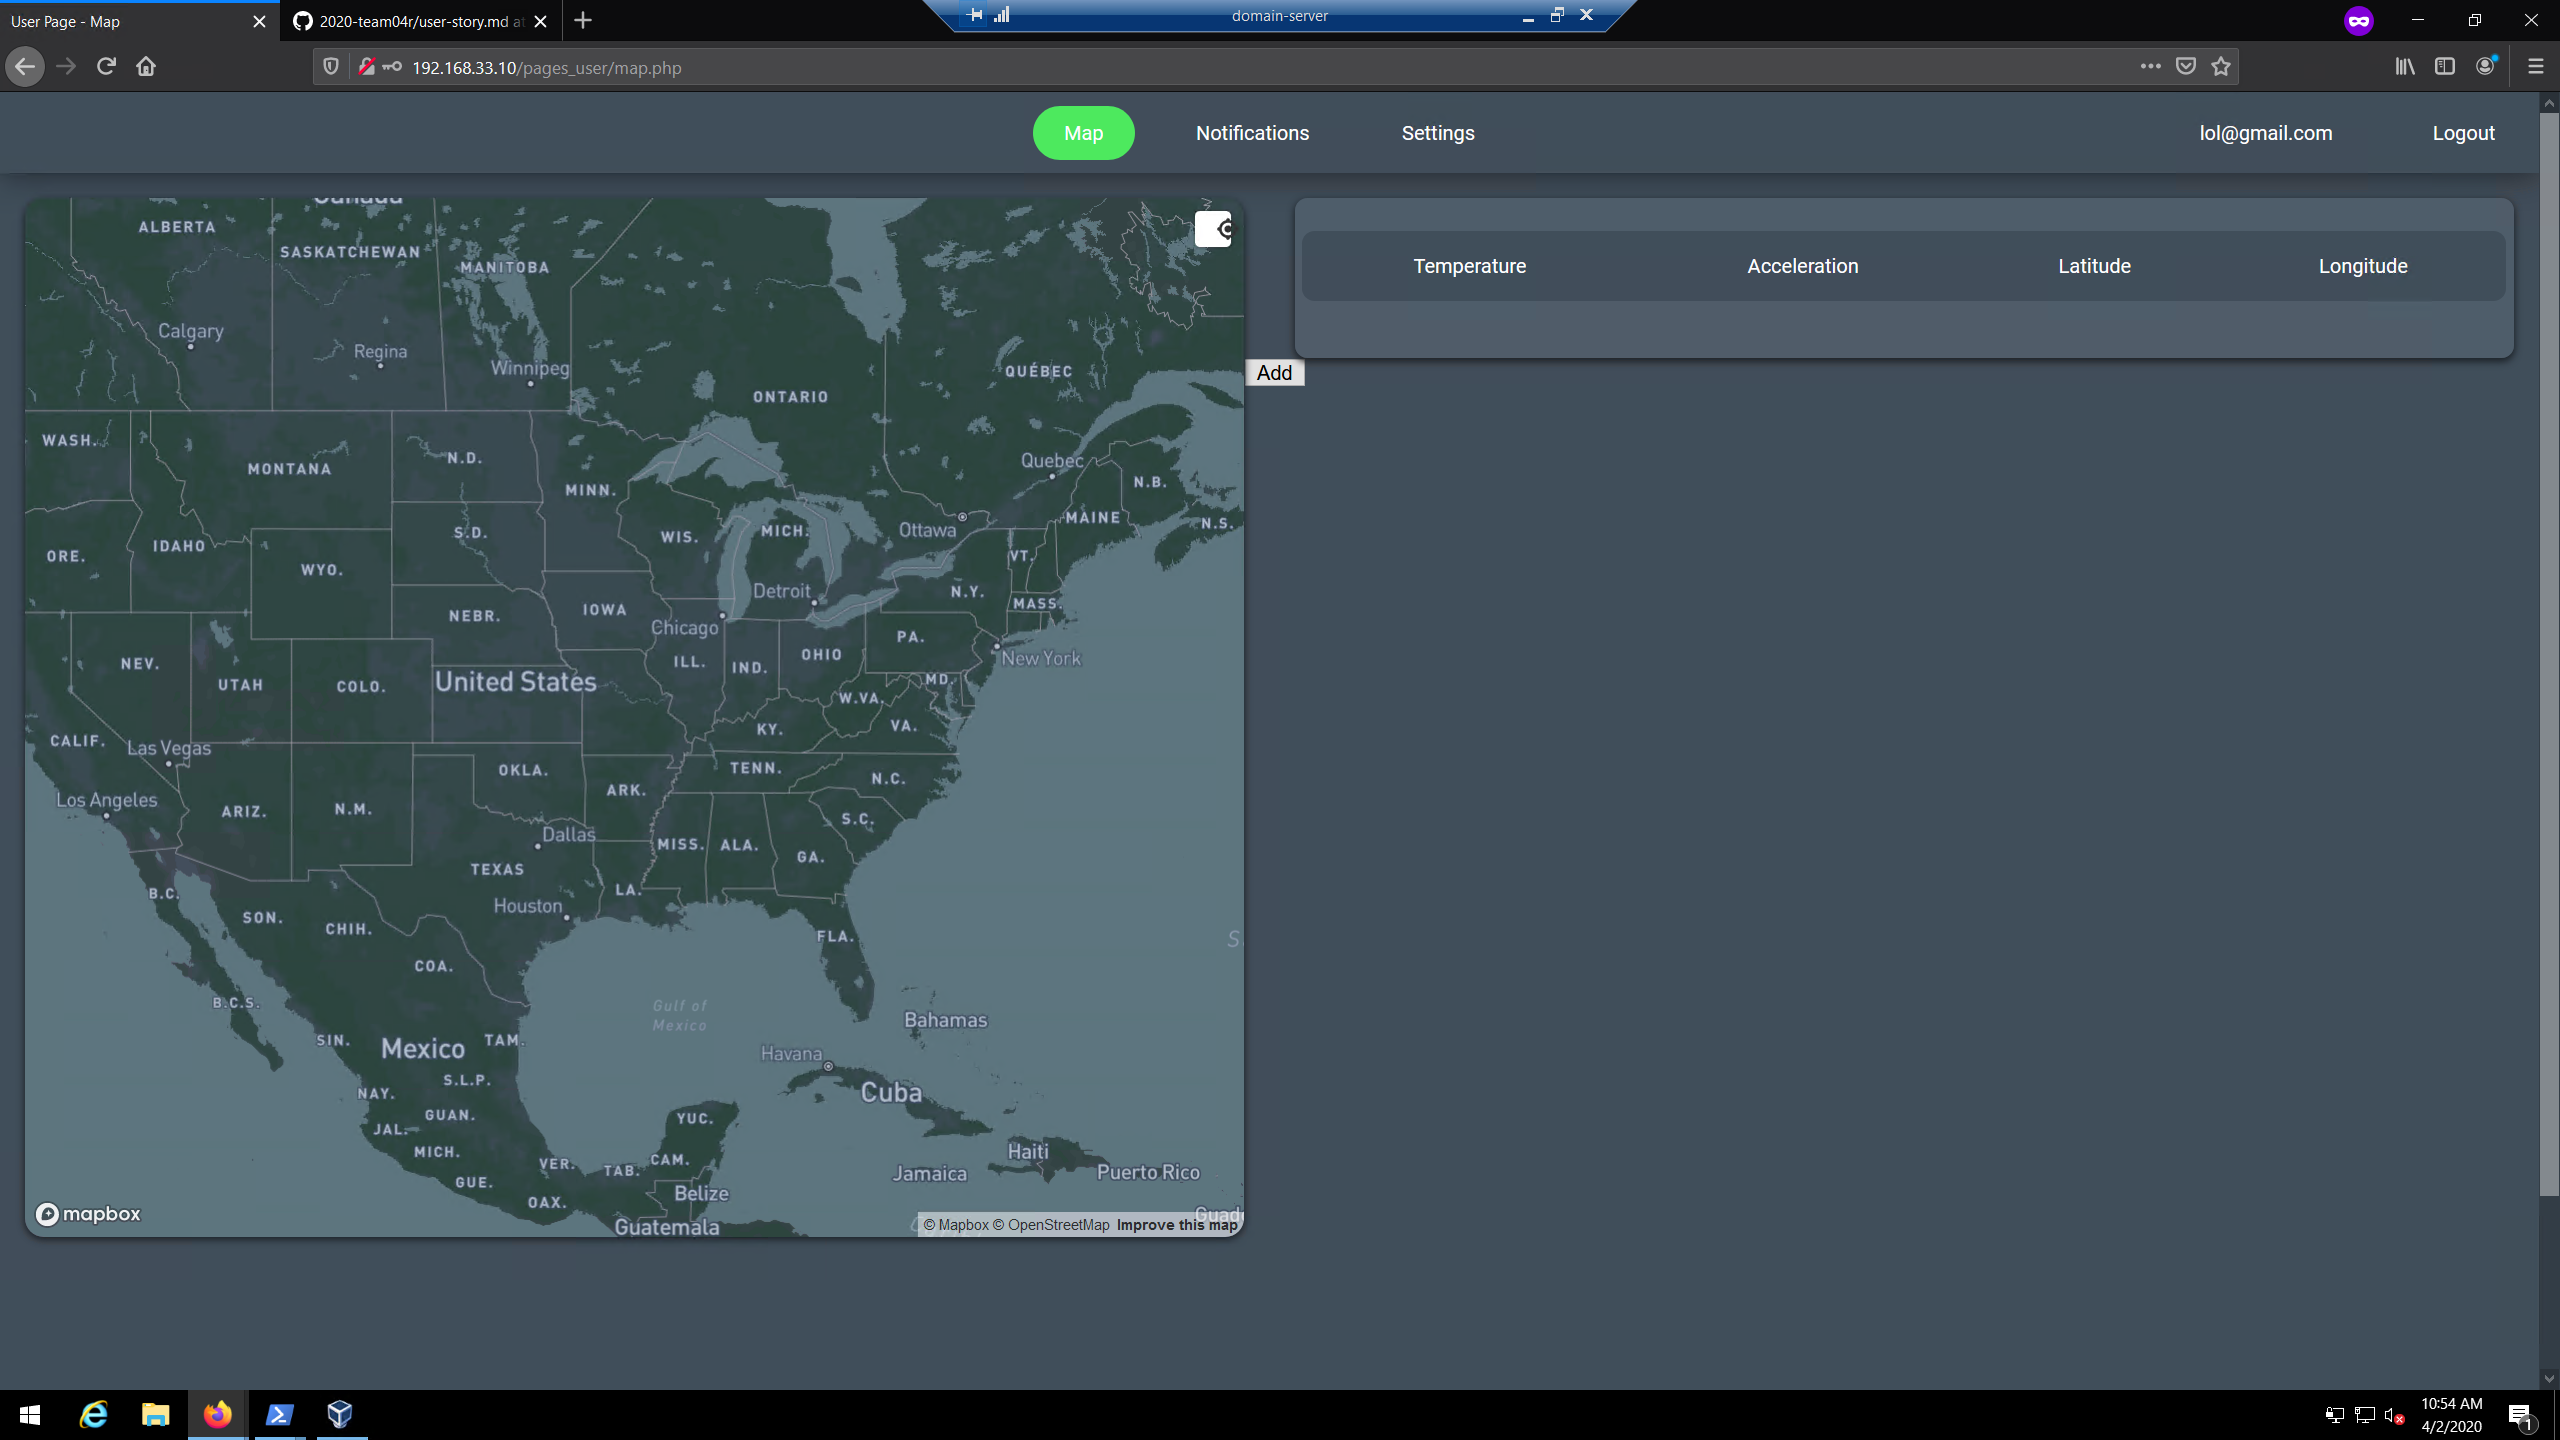 User Page - Map
2020-team04r/user-story.md at
domain-server
192.168.33.10/pages_user/map.php
Map
Notifications
Settings
lol@gmail.com
Logout
Temperature
Acceleration
Latitude
Longitude
Add
Canada
ALBERTA
SASKATCHEWAN
MANITOBA
Calgary
Regina
Winnipeg
ONTARIO
QUÉBEC
WASH.
MONTANA
N.D.
MINN.
Quebec
N.B.
MAINE
N.S.
Ottawa
ORE.
IDAHO
WYO.
S.D.
WIS.
MICH.
VT.
Detroit
N.Y.
MASS.
NEBR.
IOWA
Chicago
PA.
New York
NEV.
UTAH
COLO.
United States
ILL.
IND.
OHIO
MD.
W.VA.
VA.
KY.
CALIF.
Las Vegas
OKLA.
TENN.
N.C.
Los Angeles
ARIZ.
N.M.
ARK.
S.C.
Dallas
TEXAS
MISS.
ALA.
GA.
LA.
Houston
B.C.
SON.
CHIH.
FLA.
S
COA.
B.C.S.
Gulf of
Mexico
Bahamas
SIN.
Mexico
TAM.
Havana
Cuba
S.L.P.
NAY.
GUAN.
YUC.
JAL.
MICH.
Haiti
VER.
TAB.
CAM.
Jamaica
Puerto Rico
GUE.
OAX.
Belize
Guatemala
Guad
mapbox
© Mapbox © OpenStreetMap Improve this map
10:54 AM
4/2/2020
1